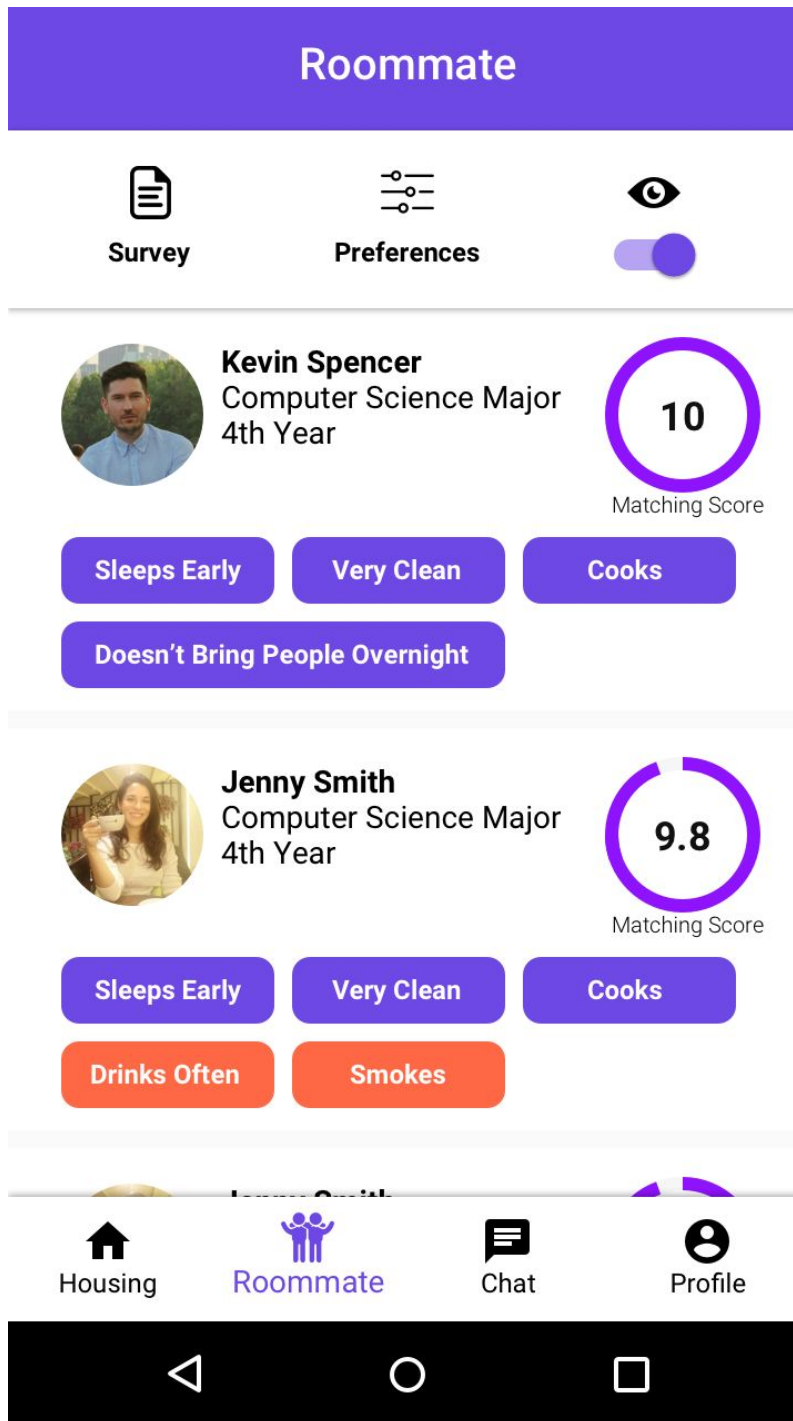 Roommate
Survey
Preferences
Kevin Spencer
Computer Science Major
4th Year
10
Matching Score
Sleeps Early
Very Clean
Cooks
Doesn’t Bring People Overnight
Jenny Smith
Computer Science Major
4th Year
9.8
Matching Score
Sleeps Early
Very Clean
Cooks
Drinks Often
Smokes
Jenny Smith
Housing
Roommate
Chat
Profile